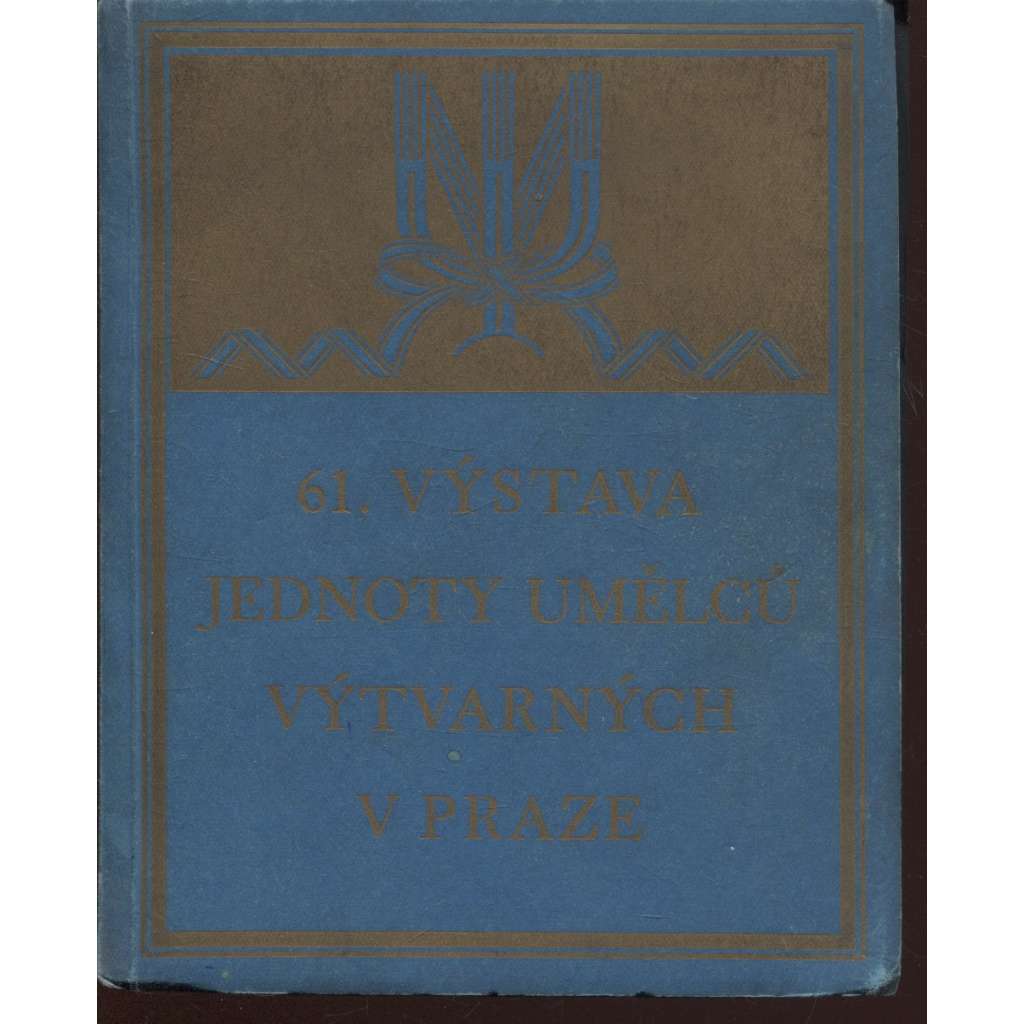 61. VÝSTAVA
JEDNOTY UMĚLCŮ
VÝTVARNÝCH
V PRAZE